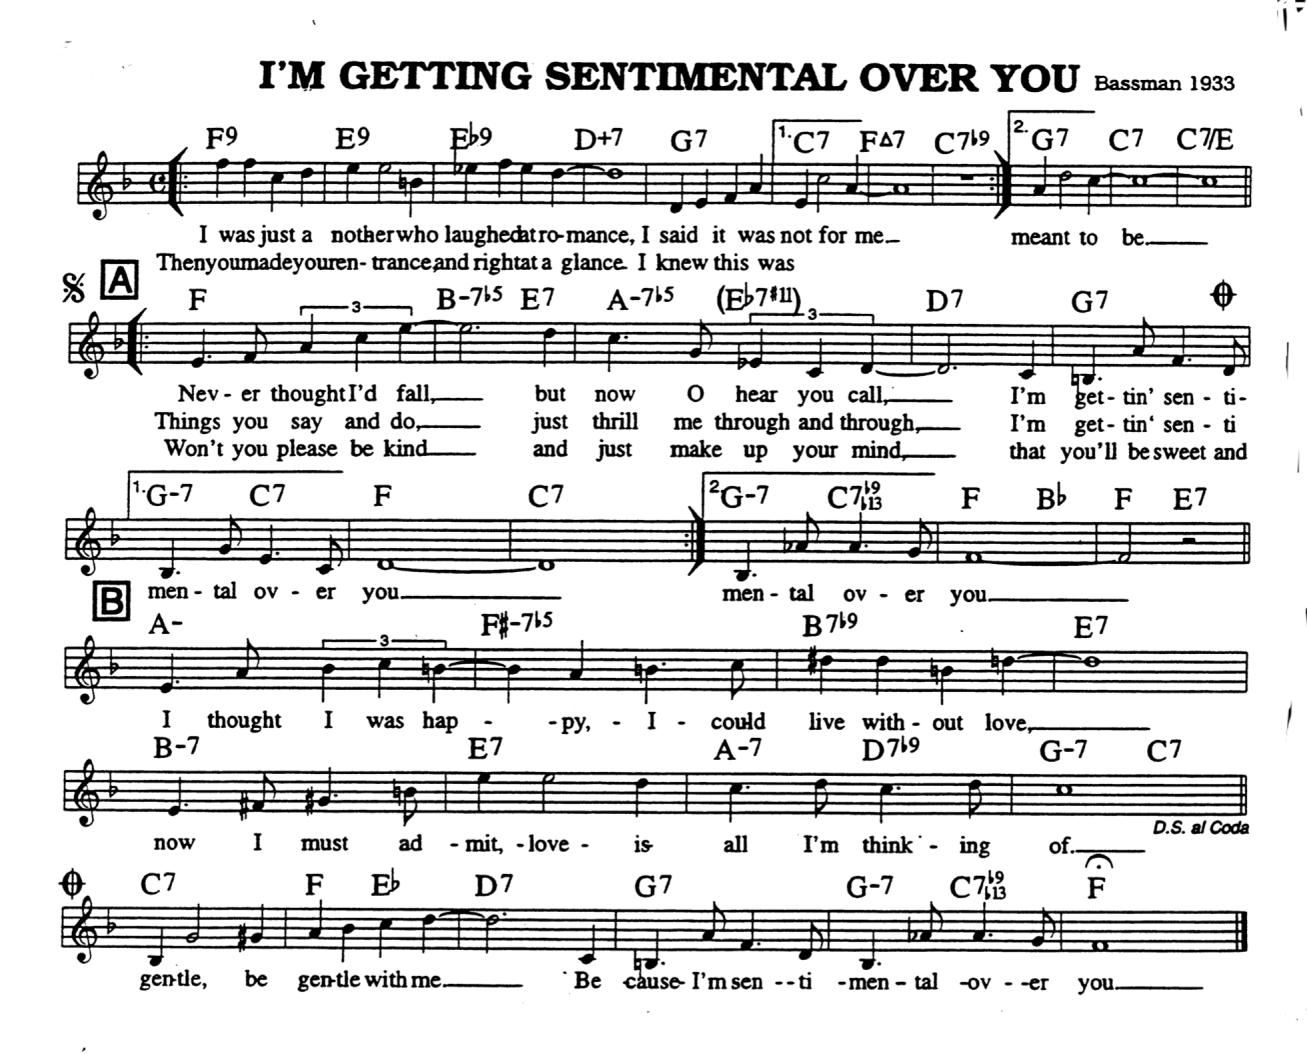 I'M GETTING SENTIMENTAL OVER YOU Bassman 1933
F9 E9 E♭9 D+7 G7 1. C7 F∆7 C7♭9 2. G7 C7 C7/E
I was just a nother who laughed at ro-mance, I said it was not for me meant to be.
Then you made your en- trance, and right at a glance I knew this was
A
F B-7♭5 E7 A-7♭5 (E♭7#11) D7 G7
3 3
Nev - er thought I'd fall, but now O hear you call, I'm get- tin' sen - ti-
Things you say and do, just thrill me through and through, I'm get- tin' sen - ti
Won't you please be kind and just make up your mind, that you'll be sweet and
1. G-7 C7 F C7 2. G-7 C7♭9♭13 F B♭ F E7
men - tal ov - er you men - tal ov - er you
B
A- F#-7♭5 B7♭9 E7
3
I thought I was hap - -py, - I - could live with - out love,
B-7 E7 A-7 D7♭9 G-7 C7
D.S. al Coda
now I must ad - mit, - love - is- all I'm think - ing of.
C7 F E♭ D7 G7 G-7 C7♭9♭13 F
gen-tle, be gen-tle with me. Be -cause- I'm sen - - ti -men - tal -ov - -er you